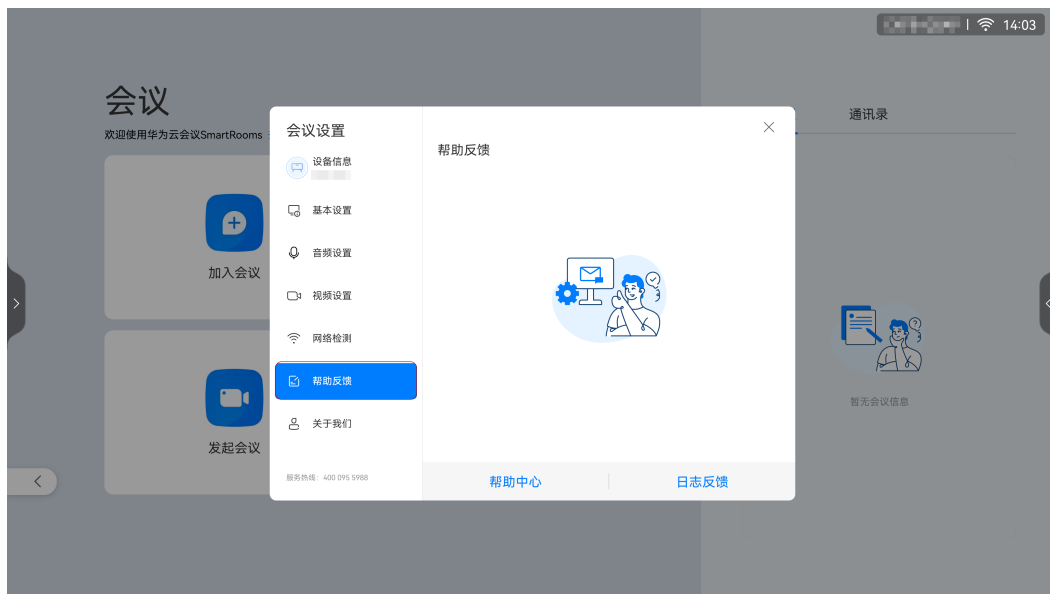 14:03
会议
欢迎使用华为云会议SmartRooms
加入会议
发起会议
会议设置
设备信息
基本设置
音频设置
视频设置
网络检测
帮助反馈
关于我们
服务热线：400 095 5988
帮助反馈
帮助中心
日志反馈
通讯录
暂无会议信息